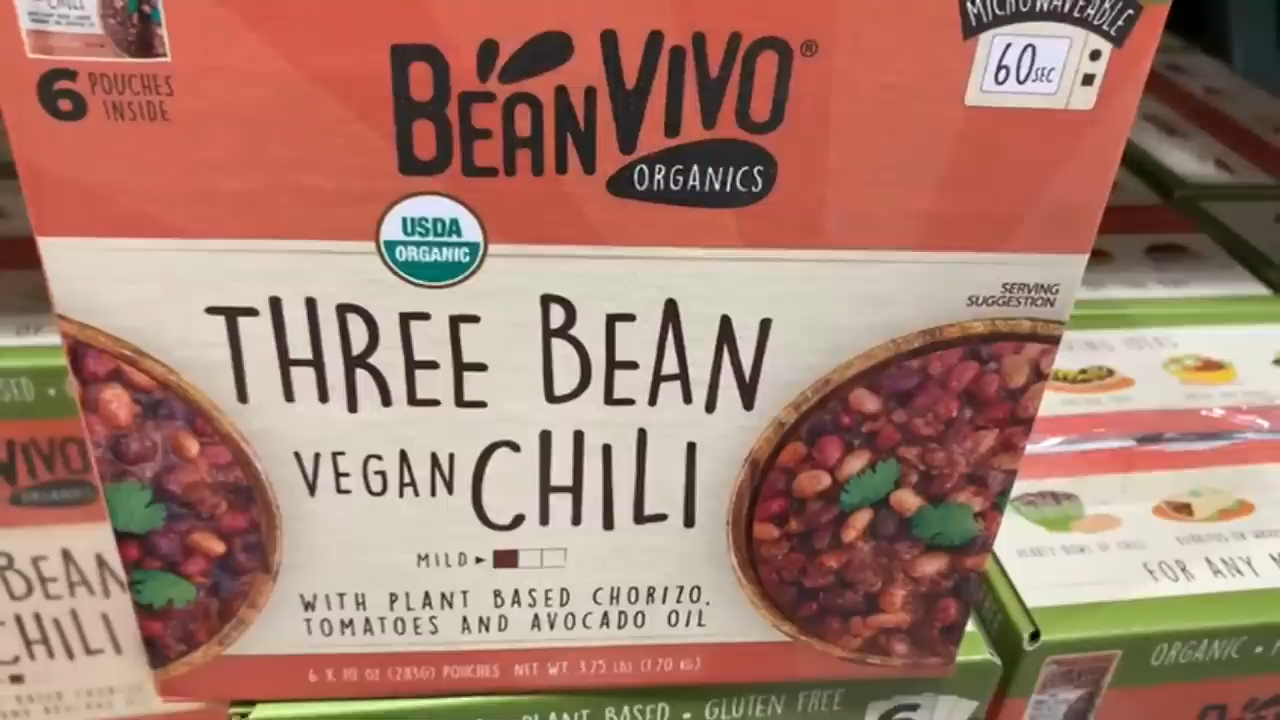 6 POUCHES
INSIDE
MICROWAVEABLE
60 SEC
BEANVIVO®
ORGANICS
USDA
ORGANIC
SERVING
SUGGESTION
THREE BEAN
VEGAN CHILI
MILD
WITH PLANT BASED CHORIZO,
TOMATOES AND AVOCADO OIL
6 X 10 OZ (283G) POUCHES NET WT 3.75 LBS (1.70 KG)
PLANT BASED • GLUTEN FREE
VIVO
BEAN
CHILI
FOR ANY
ORGANIC •